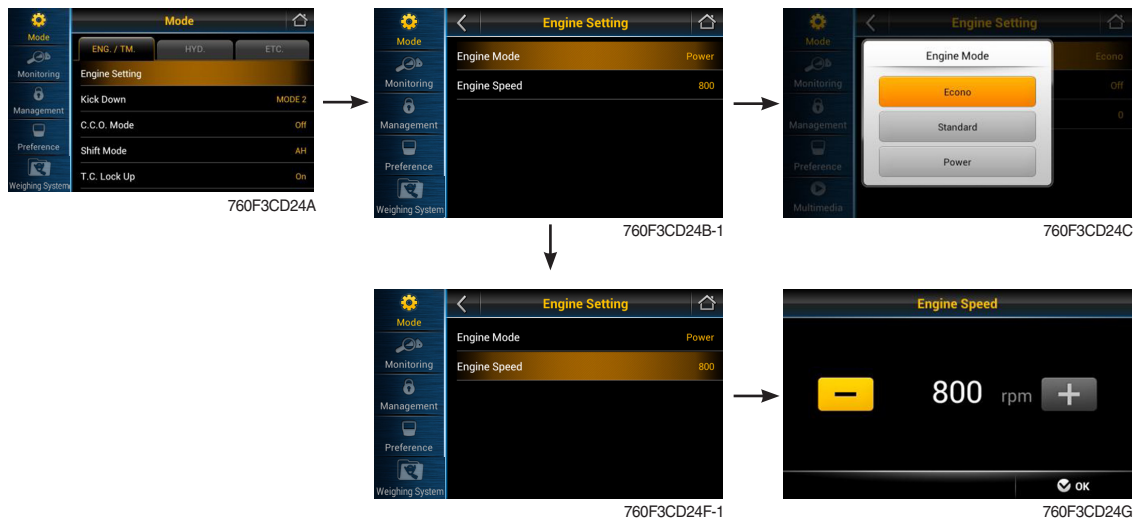 Mode
Mode
ENG. / TM.
HYD.
ETC.
Monitoring
Engine Setting
Management
Kick Down
MODE 2
C.C.O. Mode
Off
Preference
Shift Mode
AH
Weighing System
T.C. Lock Up
On
760F3CD24A
Mode
Engine Setting
Monitoring
Engine Mode
Power
Management
Engine Speed
800
Preference
Weighing System
760F3CD24B-1
Mode
Engine Setting
Monitoring
Engine Mode
Econo
Management
Econo
Off
Standard
0
Preference
Power
Multimedia
760F3CD24C
Mode
Engine Setting
Monitoring
Engine Mode
Power
Management
Engine Speed
800
Preference
Weighing System
760F3CD24F-1
Engine Speed
800 rpm
OK
760F3CD24G